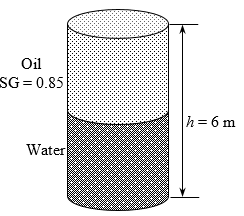 Oil
SG = 0.85
h = 6 m
Water